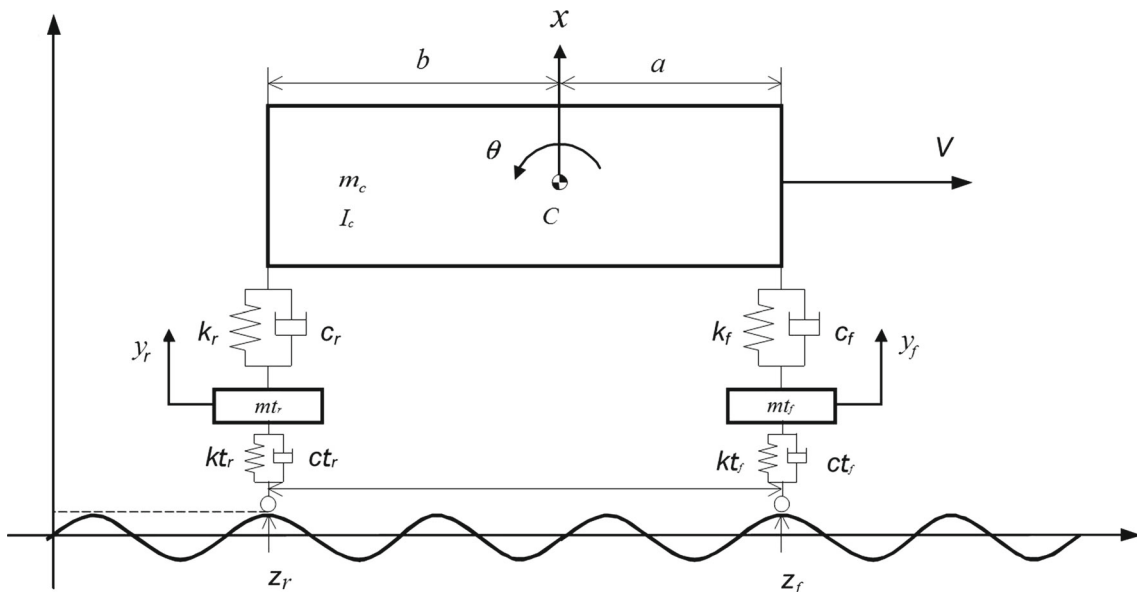 x
b a
θ
V
m_c
I_c
C
k_r c_r k_f c_f
y_r y_f
mt_r mt_f
kt_r ct_r kt_f ct_f
z_r z_f